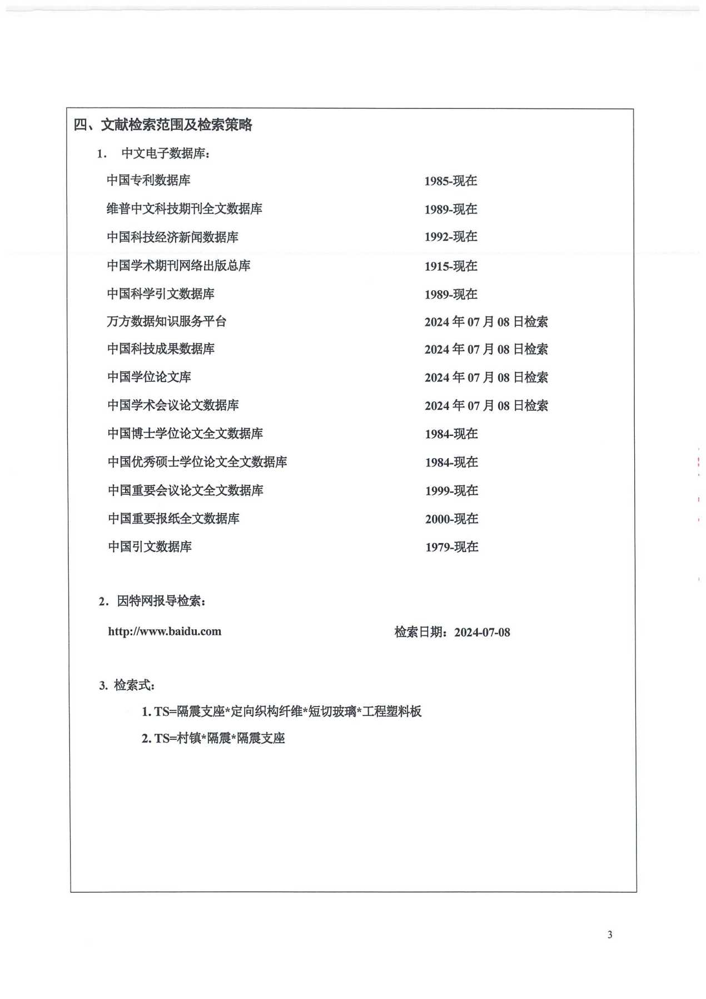 四、文献检索范围及检索策略
1. 中文电子数据库：
中国专利数据库 1985-现在
维普中文科技期刊全文数据库 1989-现在
中国科技经济新闻数据库 1992-现在
中国学术期刊网络出版总库 1915-现在
中国科学引文数据库 1989-现在
万方数据知识服务平台 2024 年 07 月 08 日检索
中国科技成果数据库 2024 年 07 月 08 日检索
中国学位论文库 2024 年 07 月 08 日检索
中国学术会议论文数据库 2024 年 07 月 08 日检索
中国博士学位论文全文数据库 1984-现在
中国优秀硕士学位论文全文数据库 1984-现在
中国重要会议论文全文数据库 1999-现在
中国重要报纸全文数据库 2000-现在
中国引文数据库 1979-现在
2. 因特网报导检索：
http://www.baidu.com 检索日期：2024-07-08
3. 检索式：
1. TS=隔震支座*定向织构纤维*短切玻璃*工程塑料板
2. TS=村镇*隔震*隔震支座
3